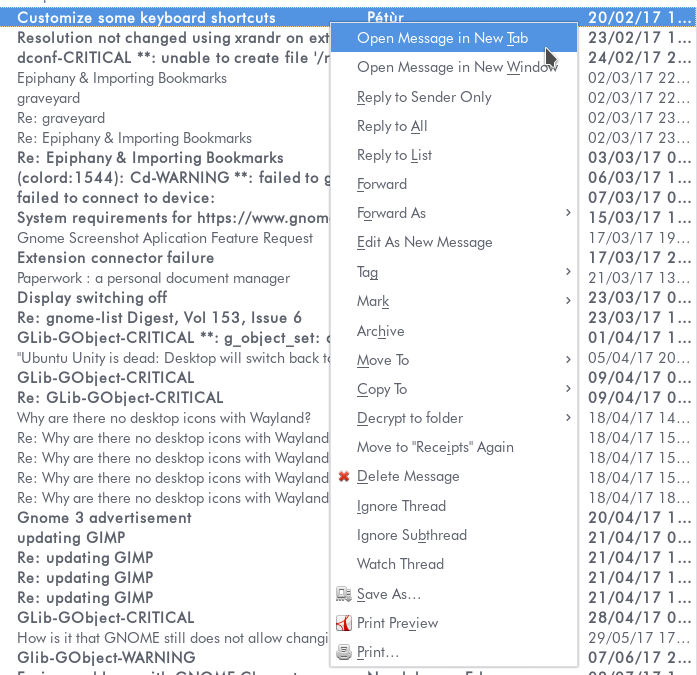 Customize some keyboard shortcuts Pétùr 20/02/17 1...
Resolution not changed using xrandr on ext 23/02/17 1...
dconf-CRITICAL **: unable to create file '/r 24/02/17 2...
Epiphany & Importing Bookmarks 02/03/17 22...
graveyard 02/03/17 22...
Re: graveyard 02/03/17 23...
Re: Epiphany & Importing Bookmarks 02/03/17 23...
Re: Epiphany & Importing Bookmarks 03/03/17 0...
(colord:1544): Cd-WARNING **: failed to g 06/03/17 1...
failed to connect to device: 07/03/17 0...
System requirements for https://www.gnom 15/03/17 1...
Gnome Screenshot Aplication Feature Request 17/03/17 19...
Extension connector failure 17/03/17 2...
Paperwork : a personal document manager 21/03/17 13...
Display switching off 23/03/17 0...
Re: gnome-list Digest, Vol 153, Issue 6 23/03/17 1...
GLib-GObject-CRITICAL **: g_object_set: 01/04/17 1...
"Ubuntu Unity is dead: Desktop will switch back to 05/04/17 20...
GLib-GObject-CRITICAL 09/04/17 0...
Re: GLib-GObject-CRITICAL 09/04/17 0...
Why are there no desktop icons with Wayland? 18/04/17 14...
Re: Why are there no desktop icons with Wayland 18/04/17 15...
Re: Why are there no desktop icons with Wayland 18/04/17 15...
Re: Why are there no desktop icons with Wayland 18/04/17 15...
Re: Why are there no desktop icons with Wayland 18/04/17 18...
Gnome 3 advertisement 20/04/17 1...
updating GIMP 21/04/17 0...
Re: updating GIMP 21/04/17 1...
Re: updating GIMP 21/04/17 1...
Re: updating GIMP 21/04/17 1...
GLib-GObject-CRITICAL 28/04/17 0...
How is it that GNOME still does not allow changi 29/05/17 17...
Glib-GObject-WARNING 07/06/17 2...
Open Message in New Tab
Open Message in New Window
Reply to Sender Only
Reply to All
Reply to List
Forward
Forward As
Edit As New Message
Tag
Mark
Archive
Move To
Copy To
Decrypt to folder
Move to "Receipts" Again
Delete Message
Ignore Thread
Ignore Subthread
Watch Thread
Save As...
Print Preview
Print...